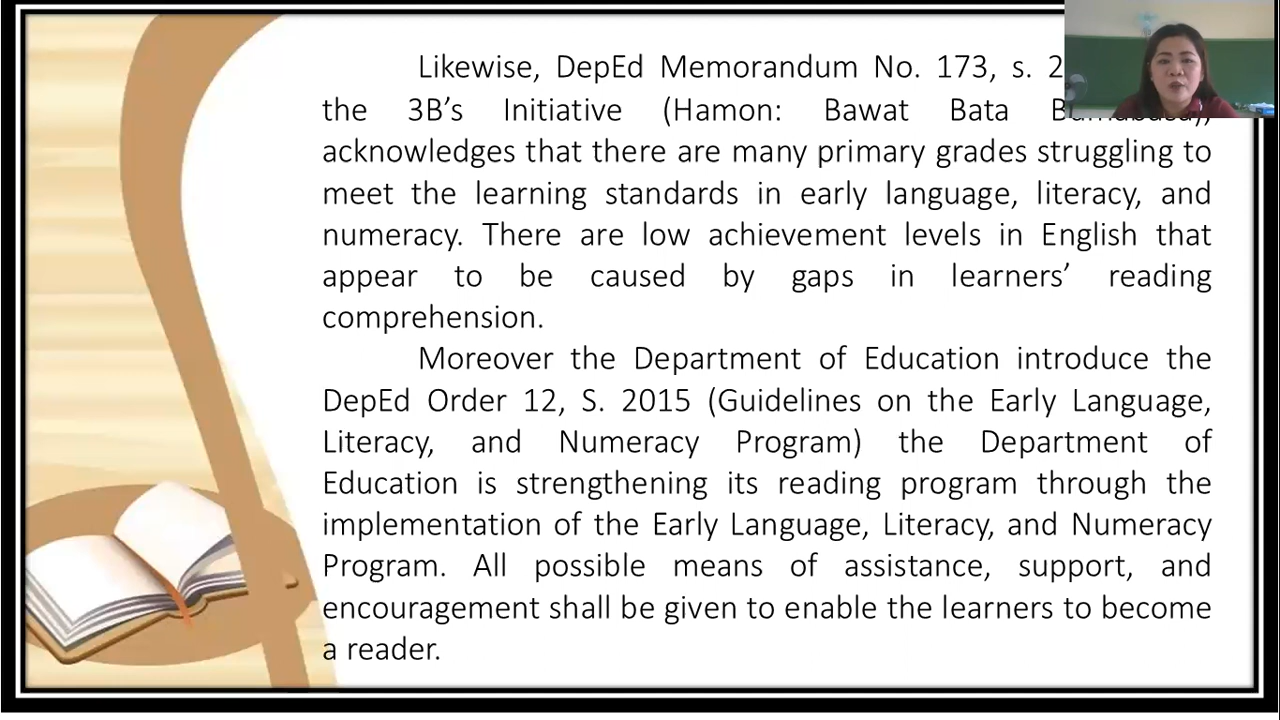 Likewise, DepEd Memorandum No. 173, s. 2
the 3B’s Initiative (Hamon: Bawat Bata
acknowledges that there are many primary grades struggling to
meet the learning standards in early language, literacy, and
numeracy. There are low achievement levels in English that
appear to be caused by gaps in learners’ reading
comprehension.
Moreover the Department of Education introduce the
DepEd Order 12, S. 2015 (Guidelines on the Early Language,
Literacy, and Numeracy Program) the Department of
Education is strengthening its reading program through the
implementation of the Early Language, Literacy, and Numeracy
Program. All possible means of assistance, support, and
encouragement shall be given to enable the learners to become
a reader.